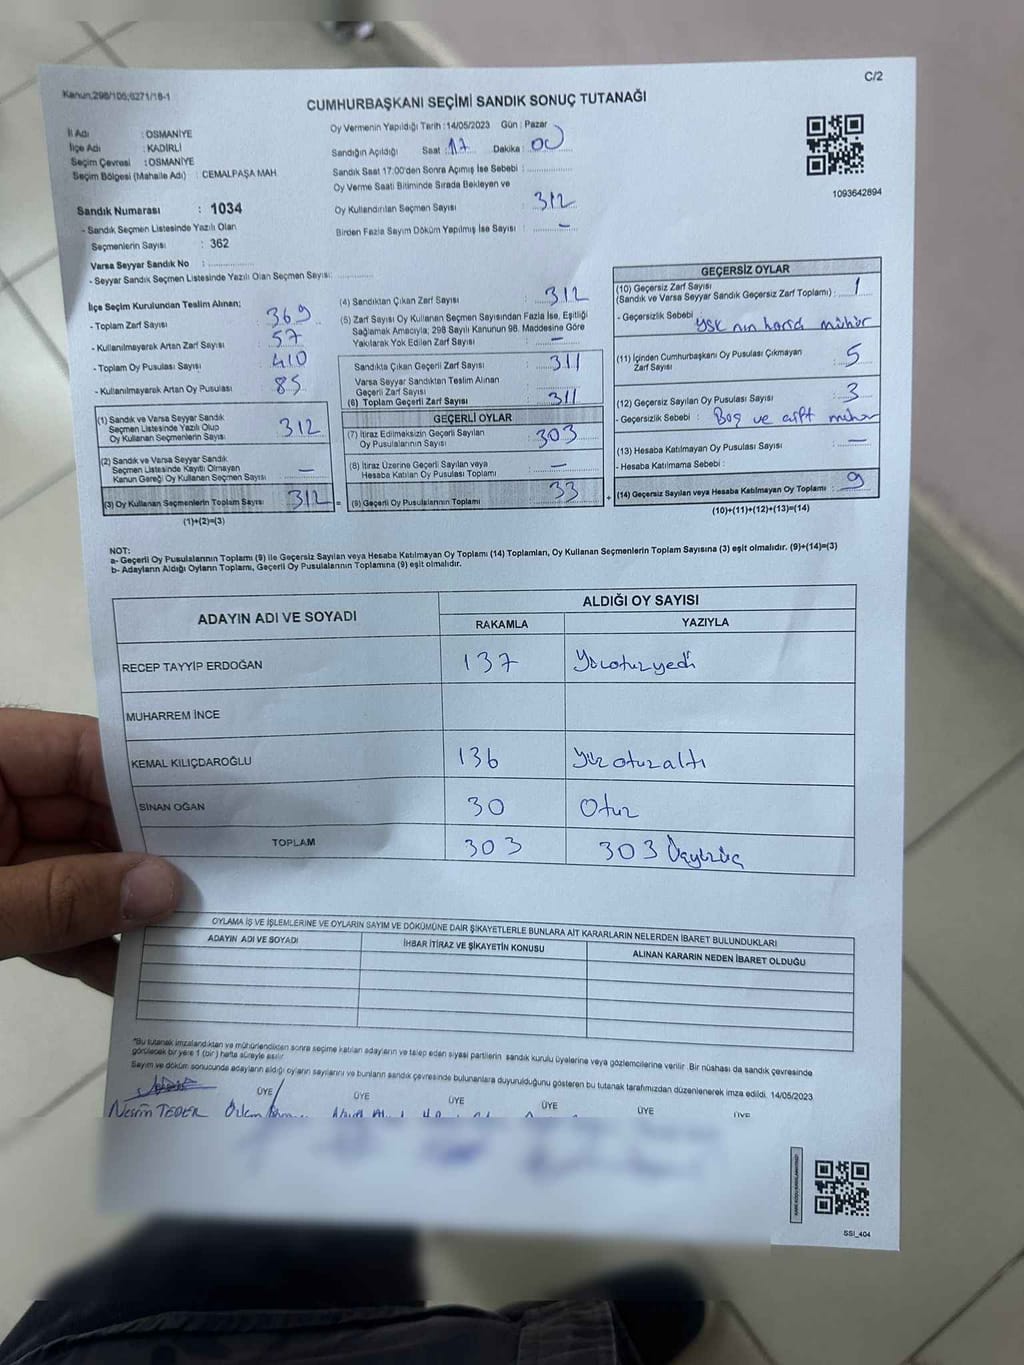 Kanun:298/106;6271/18-1
C/2
CUMHURBAŞKANI SEÇİMİ SANDIK SONUÇ TUTANAĞI
İl Adı : OSMANİYE
İlçe Adı : KADİRLİ
Seçim Çevresi : OSMANİYE
Seçim Bölgesi (Mahalle Adı) : CEMALPAŞA MAH.
Sandık Numarası : 1034
- Sandık Seçmen Listesinde Yazılı Olan
Seçmenlerin Sayısı : 362
Varsa Seyyar Sandık No :
- Seyyar Sandık Seçmen Listesinde Yazılı Olan Seçmen Sayısı:
Oy Vermenin Yapıldığı Tarih :14/05/2023 Gün : Pazar
Sandığın Açıldığı Saat : 17 Dakika : 00
Sandık Saat 17:00'den Sonra Açılmış İse Sebebi :
Oy Verme Saati Bitiminde Sırada Bekleyen ve
Oy Kullandırılan Seçmen Sayısı : 312
Birden Fazla Sayım Döküm Yapılmış İse Sayısı : -
1093642894
İlçe Seçim Kurulundan Teslim Alınan;
- Toplam Zarf Sayısı : 369
- Kullanılmayarak Artan Zarf Sayısı : 57
- Toplam Oy Pusulası Sayısı : 410
- Kullanılmayarak Artan Oy Pusulası : 85
(1) Sandık ve Varsa Seyyar Sandık
Seçmen Listesinde Yazılı Olup
Oy Kullanan Seçmenlerin Sayısı : 312
(2) Sandık ve Varsa Seyyar Sandık
Seçmen Listesinde Kayıtlı Olmayan
Kanun Gereği Oy Kullanan Seçmen Sayısı : -
(3) Oy Kullanan Seçmenlerin Toplam Sayısı : 312 =
(1)+(2)=(3)
(4) Sandıktan Çıkan Zarf Sayısı : 312
(5) Zarf Sayısı Oy Kullanan Seçmen Sayısından Fazla İse, Eşitliği
Sağlamak Amacıyla; 298 Sayılı Kanunun 98. Maddesine Göre
Yakılarak Yok Edilen Zarf Sayısı : -
Sandıkta Çıkan Geçerli Zarf Sayısı : 311
Varsa Seyyar Sandıktan Teslim Alınan
Geçerli Zarf Sayısı :
(6) Toplam Geçerli Zarf Sayısı : 311
GEÇERLİ OYLAR
(7) İtiraz Edilmeksizin Geçerli Sayılan
Oy Pusulalarının Sayısı : 303
(8) İtiraz Üzerine Geçerli Sayılan veya
Hesaba Katılan Oy Pusulası Toplamı : -
(9) Geçerli Oy Pusulalarının Toplamı : 33 +
GEÇERSİZ OYLAR
(10) Geçersiz Zarf Sayısı
(Sandık ve Varsa Seyyar Sandık Geçersiz Zarf Toplamı) : 1
- Geçersizlik Sebebi : YSK nın harici mühür
(11) İçinden Cumhurbaşkanı Oy Pusulası Çıkmayan
Zarf Sayısı : 5
(12) Geçersiz Sayılan Oy Pusulası Sayısı : 3
- Geçersizlik Sebebi : Boş ve çift mühür
(13) Hesaba Katılmayan Oy Pusulası Sayısı : -
- Hesaba Katılmama Sebebi :
(14) Geçersiz Sayılan veya Hesaba Katılmayan Oy Toplamı : 9
(10)+(11)+(12)+(13)=(14)
NOT:
a- Geçerli Oy Pusulalarının Toplamı (9) ile Geçersiz Sayılan veya Hesaba Katılmayan Oy Toplamı (14) Toplamları, Oy Kullanan Seçmenlerin Toplam Sayısına (3) eşit olmalıdır. (9)+(14)=(3)
b- Adayların Aldığı Oyların Toplamı, Geçerli Oy Pusulalarının Toplamına (9) eşit olmalıdır.
ADAYIN ADI VE SOYADI
ALDIĞI OY SAYISI
RAKAMLA YAZIYLA
RECEP TAYYİP ERDOĞAN 137 Yüzotuzyedi
MUHARREM İNCE
KEMAL KILIÇDAROĞLU 136 Yüz otuzaltı
SİNAN OĞAN 30 Otuz
TOPLAM 303 303 Üçyüzüç
OYLAMA İŞ VE İŞLEMLERİNE VE OYLARIN SAYIM VE DÖKÜMÜNE DAİR ŞİKAYETLERLE BUNLARA AİT KARARLARIN NELERDEN İBARET BULUNDUKLARI
ADAYIN ADI VE SOYADI İHBAR İTİRAZ VE ŞİKAYETİN KONUSU ALINAN KARARIN NEDEN İBARET OLDUĞU
"Bu tutanak imzalandıktan ve mühürlendikten sonra seçime katılan adayların ve talep eden siyasi partilerin sandık kurulu üyelerine veya gözlemcilerine verilir. Bir nüshası da sandık çevresinde
görülecek bir yere 1 (bir) hafta süreyle asılır.
Sayım ve döküm sonucunda adayların aldığı oyların sayılarını ve bunların sandık çevresinde bulunanlara duyurulduğunu gösteren bu tutanak tarafımızdan düzenlenerek imza edildi. 14/05/2023
ÜYE ÜYE ÜYE ÜYE ÜYE
Nesrin TEDER Özlem
SSI_404